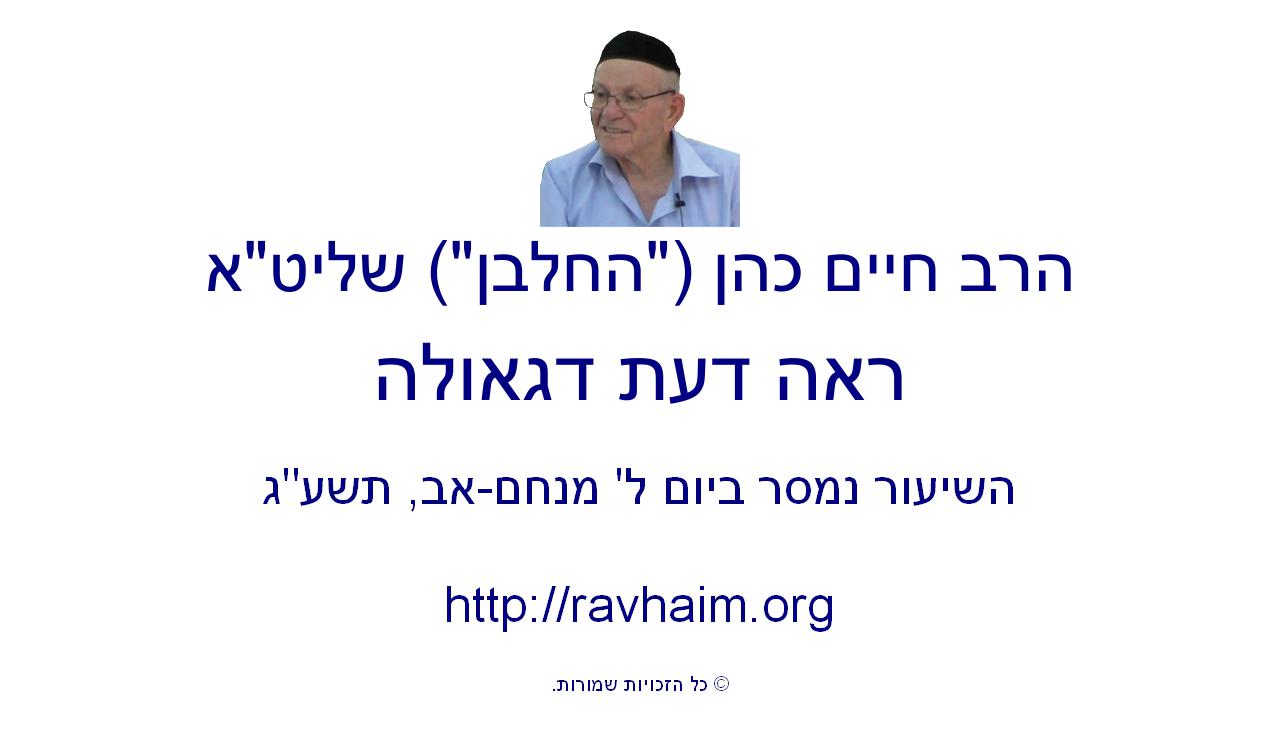 הרב חיים כהן ("החלבן") שליט"א
ראה דעת דגאולה
השיעור נמסר ביום ל' מנחם-אב, תשע"ג
http://ravhaim.org
© כל הזכויות שמורות.